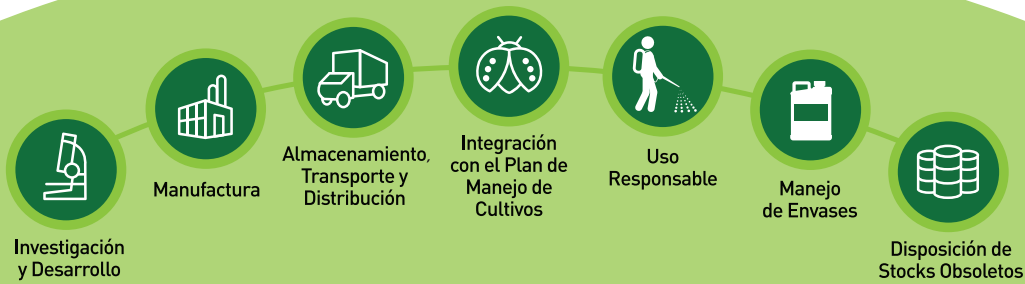 Investigación
y Desarrollo
Manufactura
Almacenamiento,
Transporte y
Distribución
Integración
con el Plan de
Manejo de
Cultivos
Uso
Responsable
Manejo
de Envases
Disposición de
Stocks Obsoletos